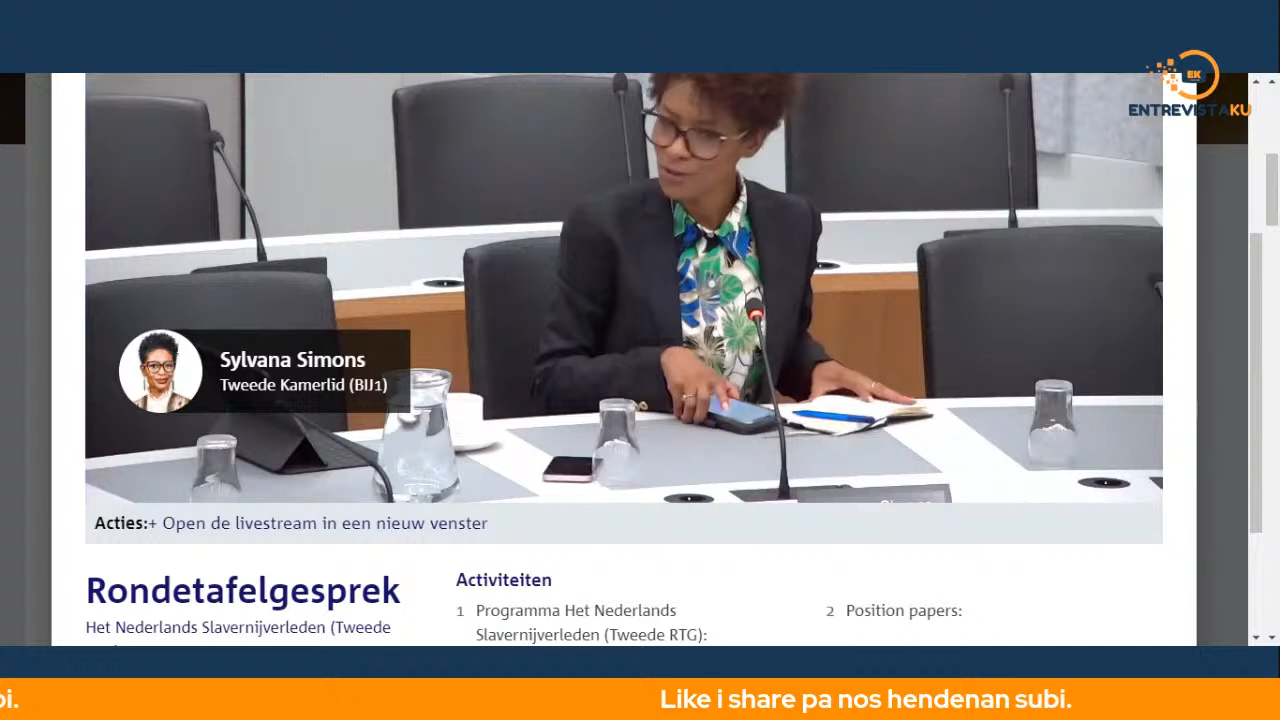 EK
ENTREVISTAKU
Sylvana Simons
Tweede Kamerlid (BIJ1)
Acties:+ Open de livestream in een nieuw venster
Rondetafelgesprek
Het Nederlands Slavernijverleden (Tweede
Activiteiten
1 Programma Het Nederlands
Slavernijverleden (Tweede RTG):
2 Position papers:
Like i share pa nos hendenan subi.